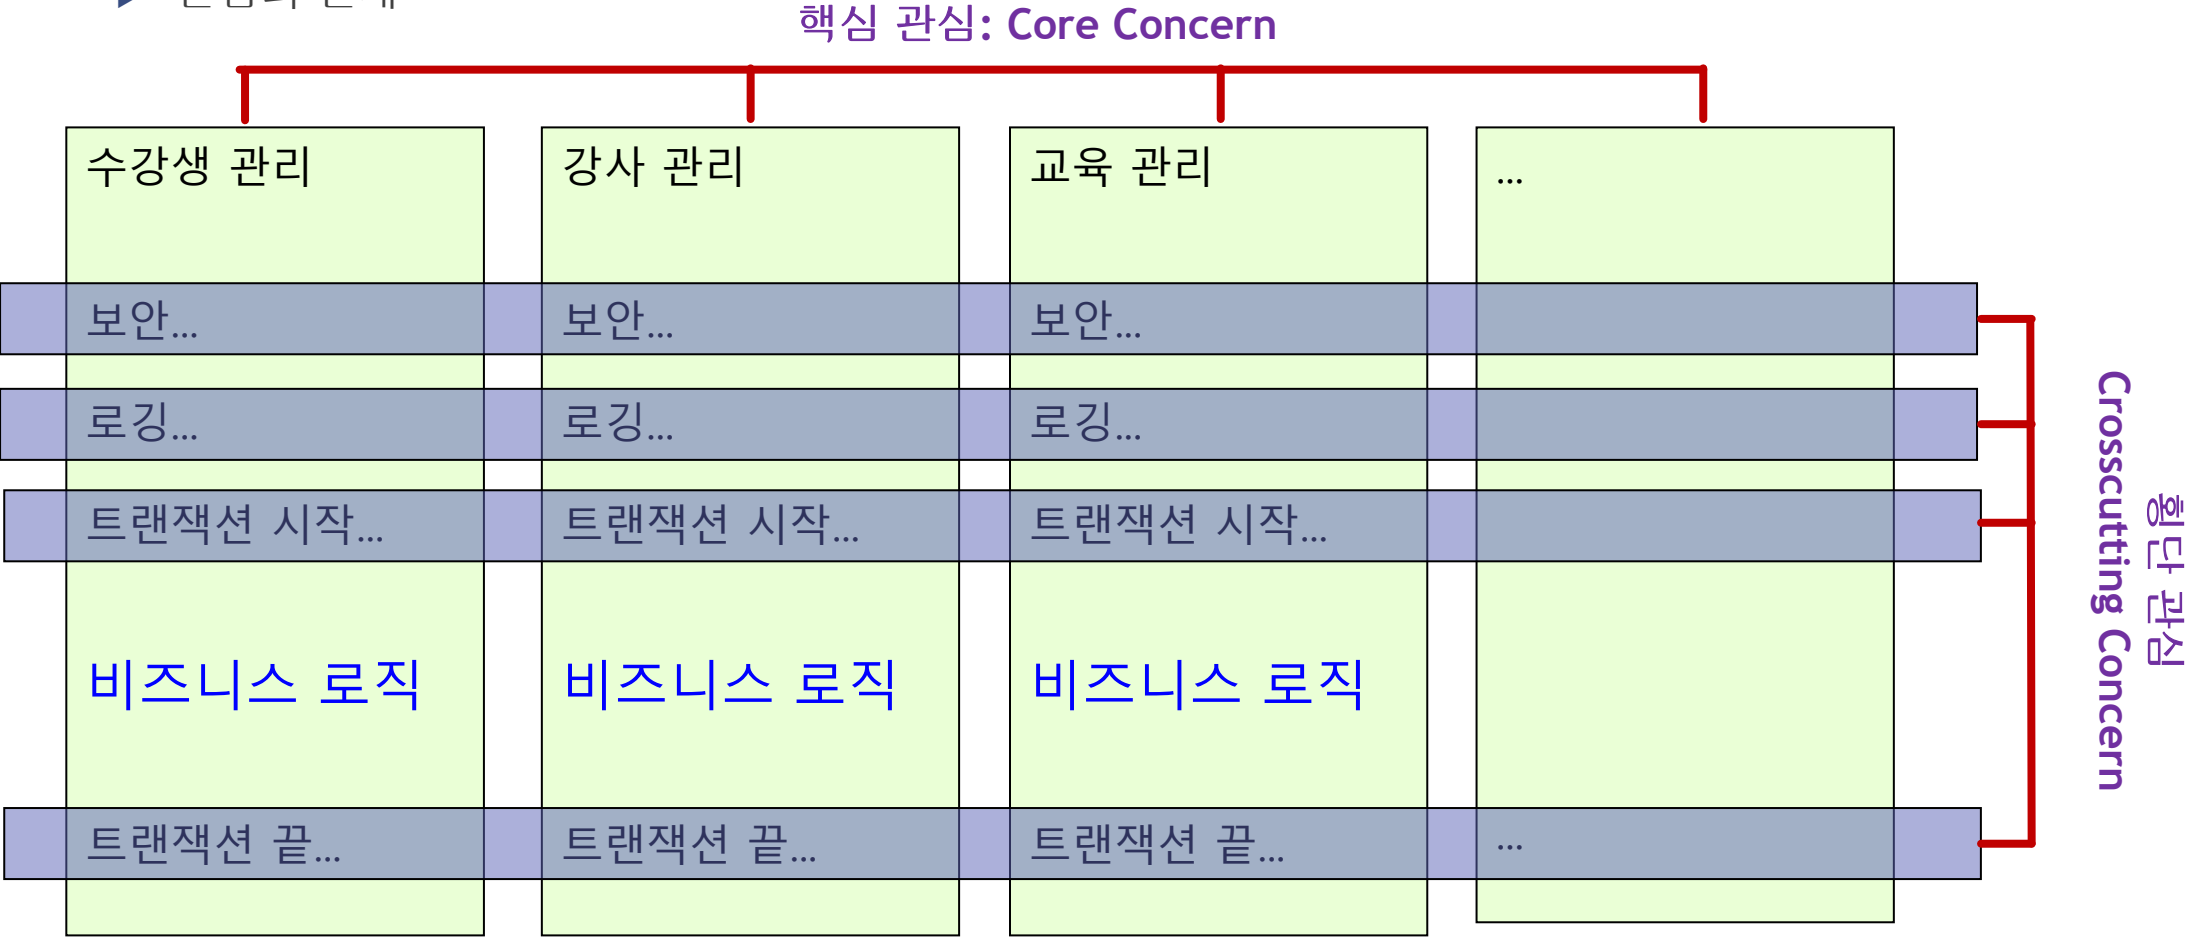 핵심 관심: Core Concern
수강생 관리
강사 관리
교육 관리
...
보안...
보안...
보안...
로깅...
로깅...
로깅...
트랜잭션 시작...
트랜잭션 시작...
트랜잭션 시작...
비즈니스 로직
비즈니스 로직
비즈니스 로직
트랜잭션 끝...
트랜잭션 끝...
트랜잭션 끝...
...
횡단 관심
Crosscutting Concern